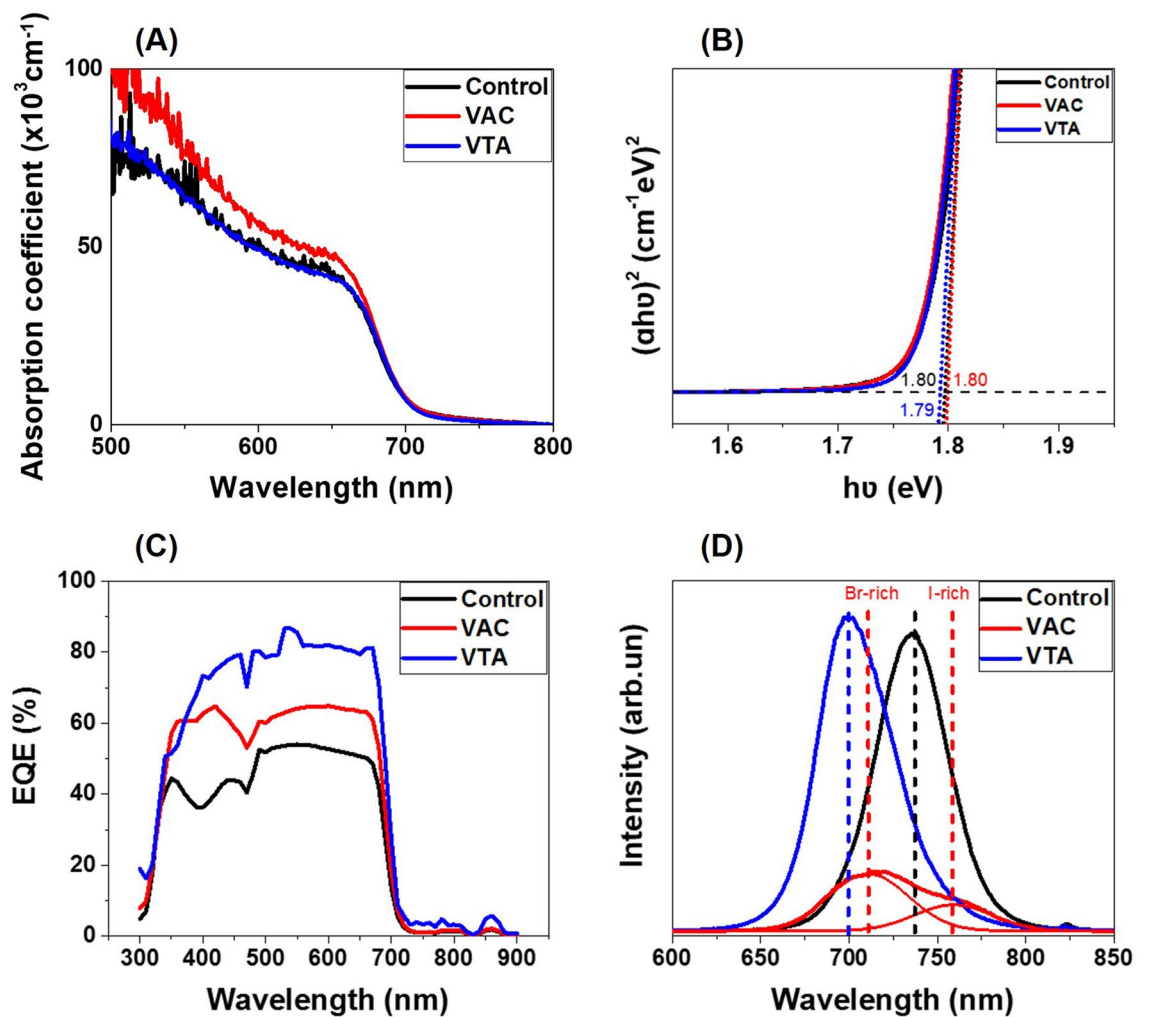 (A)
Absorption coefficient (x10³cm⁻¹)
100
50
0
500
600
700
800
Wavelength (nm)
Control
VAC
VTA
(B)
(αhυ)² (cm⁻¹eV)²
Control
VAC
VTA
1.80
1.80
1.79
1.6
1.7
1.8
1.9
hυ (eV)
(C)
EQE (%)
100
80
60
40
20
0
300
400
500
600
700
800
900
Wavelength (nm)
Control
VAC
VTA
(D)
Intensity (arb.un)
Br-rich
I-rich
Control
VAC
VTA
600
650
700
750
800
850
Wavelength (nm)